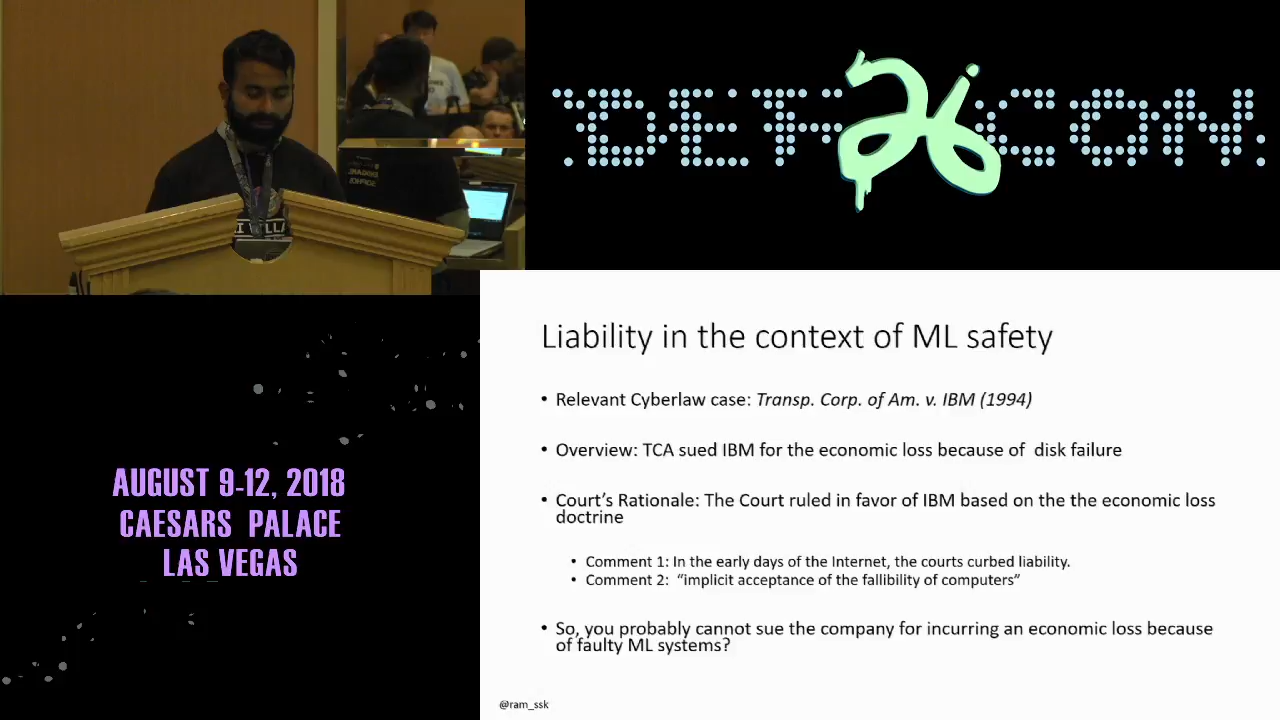 DEF CON 26
AUGUST 9-12, 2018
CAESARS PALACE
LAS VEGAS
Liability in the context of ML safety
• Relevant Cyberlaw case: Transp. Corp. of Am. v. IBM (1994)
• Overview: TCA sued IBM for the economic loss because of disk failure
• Court's Rationale: The Court ruled in favor of IBM based on the the economic loss
doctrine
• Comment 1: In the early days of the Internet, the courts curbed liability.
• Comment 2: “implicit acceptance of the fallibility of computers”
• So, you probably cannot sue the company for incurring an economic loss because
of faulty ML systems?
@ram_ssk